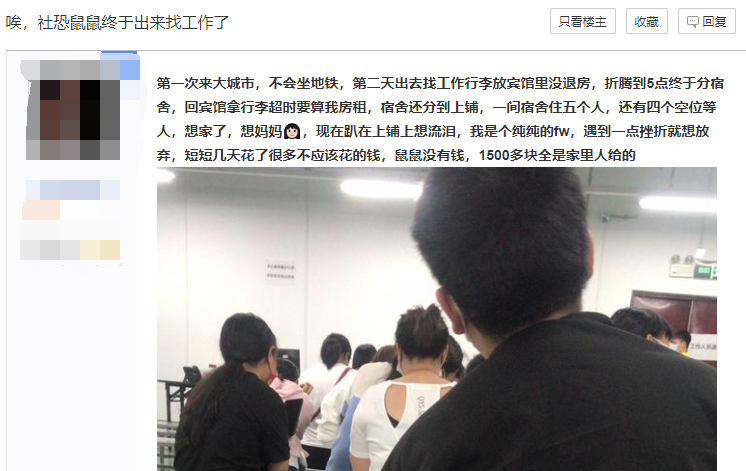 唉，社恐鼠鼠终于出来找工作了
只看楼主
收藏
回复
第一次来大城市，不会坐地铁，第二天出去找工作行李放宾馆里没退房，折腾到5点终于分宿
舍，回宾馆拿行李超时要算我房租，宿舍还分到上铺，一间宿舍住五个人，还有四个空位等
人，想家了，想妈妈👩🏻，现在趴在上铺上想流泪，我是个纯纯的fw，遇到一点挫折就想放
弃，短短几天花了很多不应该花的钱，鼠鼠没有钱，1500多块全是家里人给的